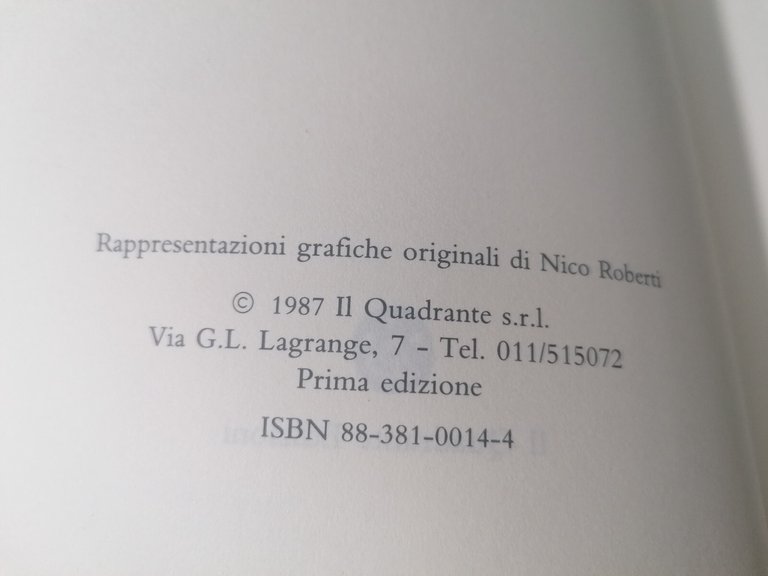 Rappresentazioni grafiche originali di Nico Roberti
© 1987 Il Quadrante s.r.l.
Via G.L. Lagrange, 7 - Tel. 011/515072
Prima edizione
ISBN 88-381-0014-4